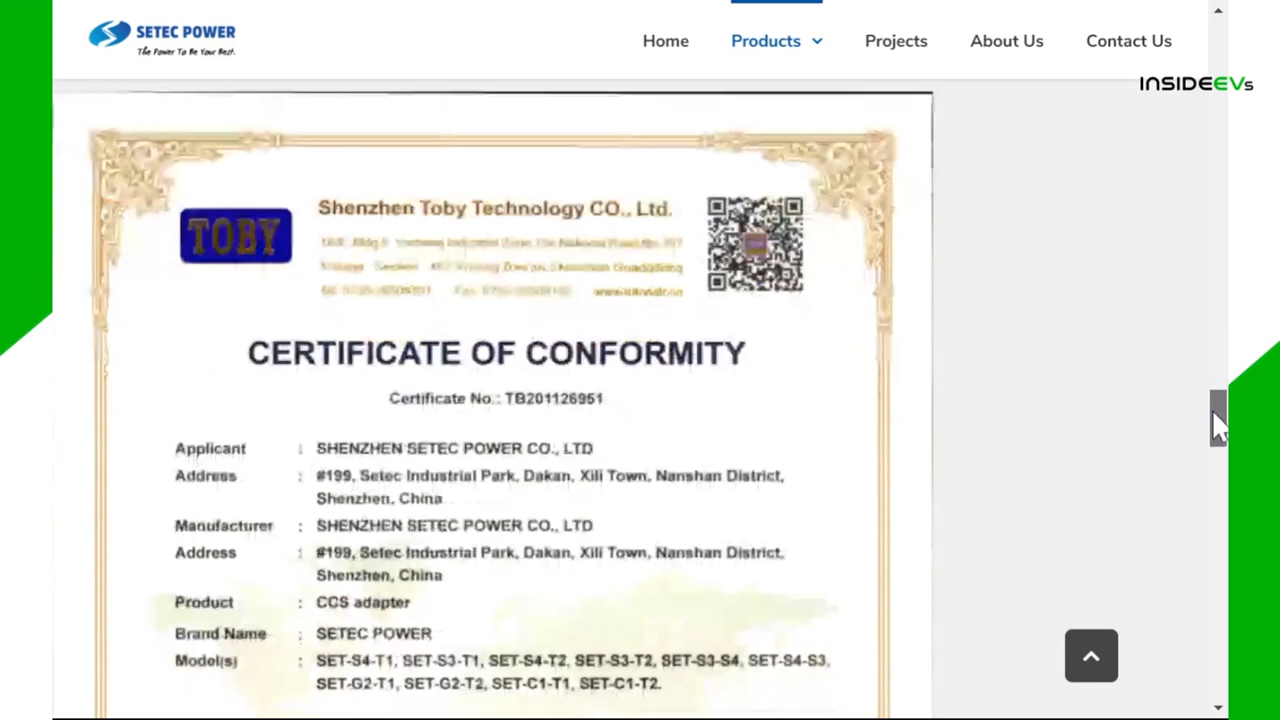 SETEC POWER
The Power To Be Your Best.
Home
Products
Projects
About Us
Contact Us
INSIDEEVs
TOBY
Shenzhen Toby Technology CO., Ltd.
CERTIFICATE OF CONFORMITY
Certificate No.: TB201126951
Applicant : SHENZHEN SETEC POWER CO., LTD
Address : #199, Setec Industrial Park, Dakan, Xili Town, Nanshan District,
Shenzhen, China
Manufacturer : SHENZHEN SETEC POWER CO., LTD
Address : #199, Setec Industrial Park, Dakan, Xili Town, Nanshan District,
Shenzhen, China
Product : CCS adapter
Brand Name : SETEC POWER
Model(s) : SET-S4-T1, SET-S3-T1, SET-S4-T2, SET-S3-T2, SET-S3-S4, SET-S4-S3,
SET-G2-T1, SET-G2-T2, SET-C1-T1, SET-C1-T2.